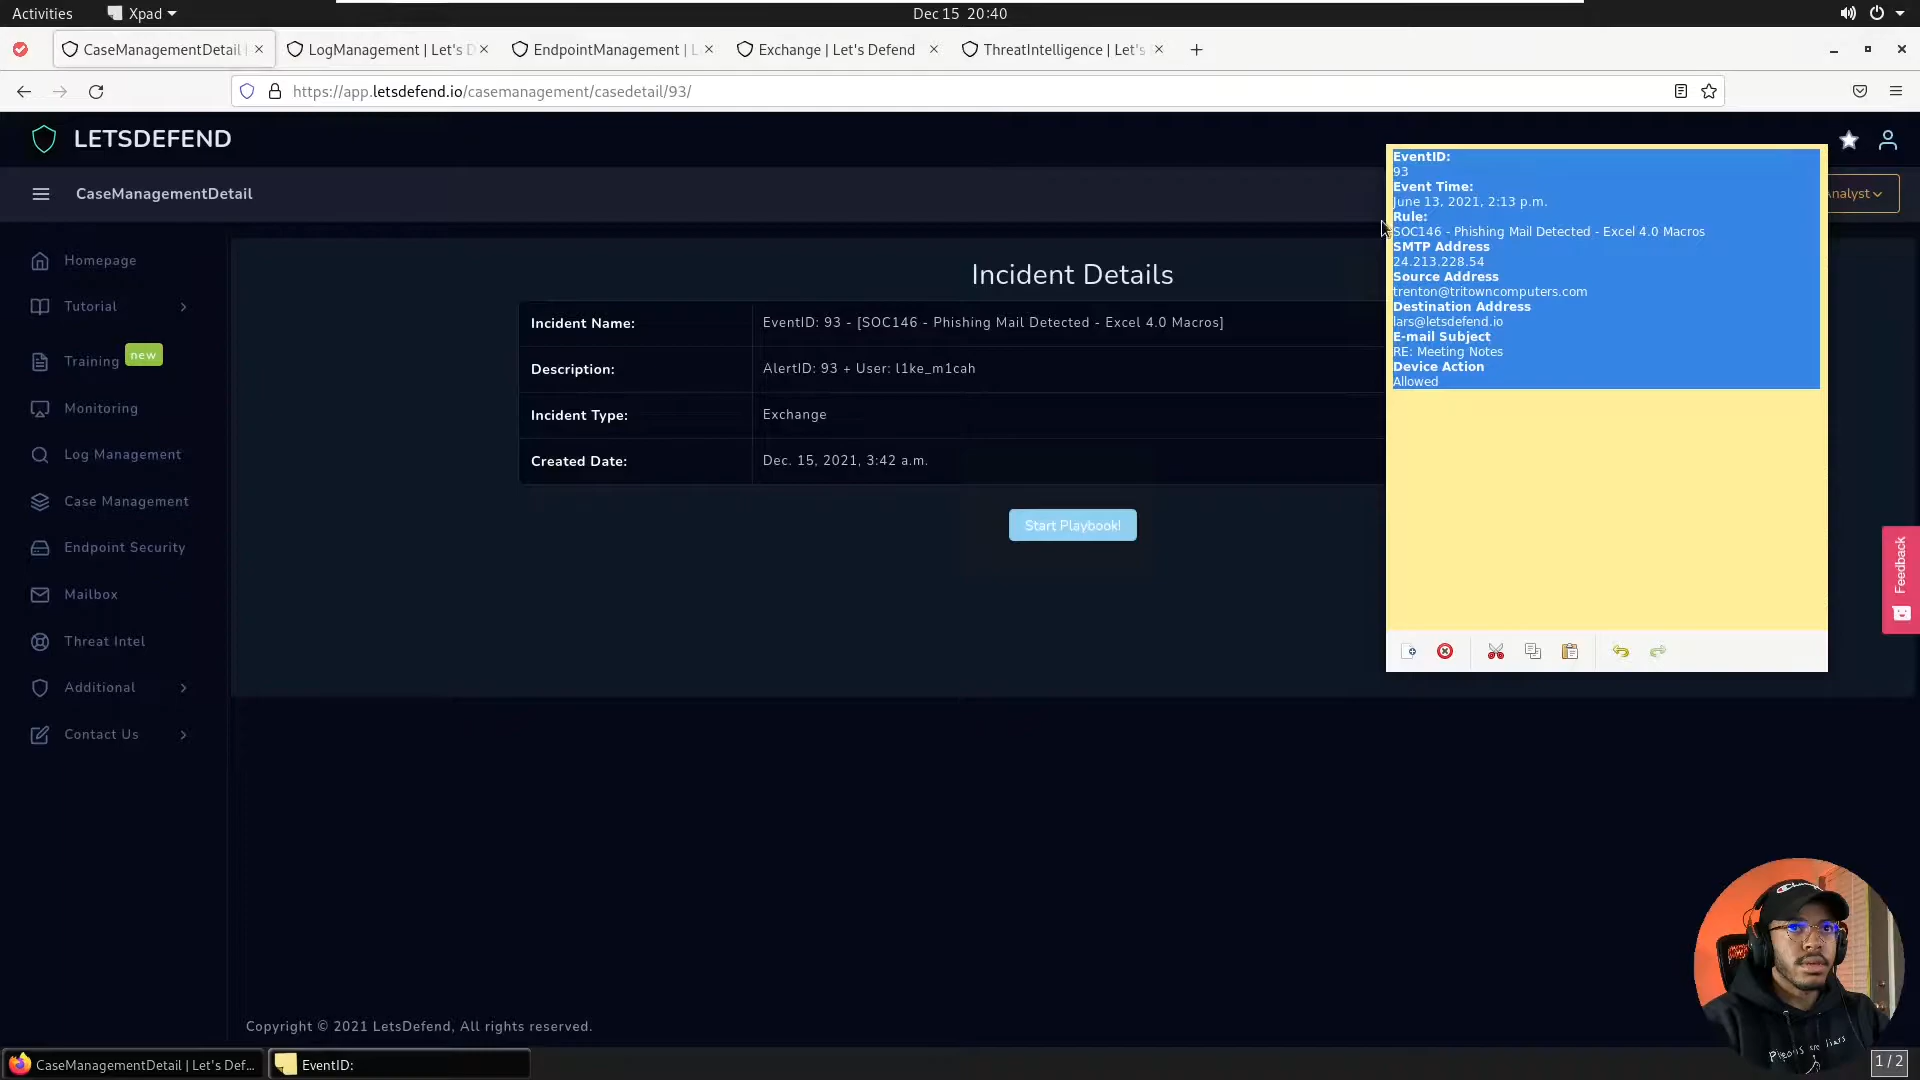 Activities
Xpad
Dec 15 20:40
CaseManagementDetail
LogManagement | Let's D
EndpointManagement | L
Exchange | Let's Defend
ThreatIntelligence | Let's
https://app.letsdefend.io/casemanagement/casedetail/93/
LETSDEFEND
CaseManagementDetail
Analyst
Homepage
Tutorial
Training new
Monitoring
Log Management
Case Management
Endpoint Security
Mailbox
Threat Intel
Additional
Contact Us
Incident Details
Incident Name: EventID: 93 - [SOC146 - Phishing Mail Detected - Excel 4.0 Macros]
Description: AlertID: 93 + User: l1ke_m1cah
Incident Type: Exchange
Created Date: Dec. 15, 2021, 3:42 a.m.
Start Playbook!
EventID:
93
Event Time:
June 13, 2021, 2:13 p.m.
Rule:
SOC146 - Phishing Mail Detected - Excel 4.0 Macros
SMTP Address
24.213.228.54
Source Address
trenton@tritowncomputers.com
Destination Address
lars@letsdefend.io
E-mail Subject
RE: Meeting Notes
Device Action
Allowed
Feedback
Copyright © 2021 LetsDefend, All rights reserved.
CaseManagementDetail | Let's Def...
EventID:
1 / 2